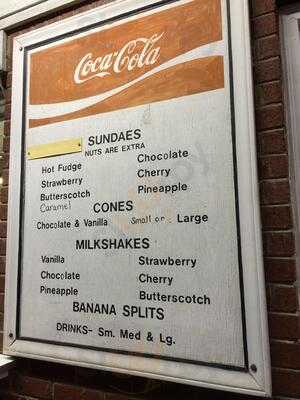 Coca-Cola
SUNDAES
NUTS ARE EXTRA
Hot Fudge Chocolate
Strawberry Cherry
Butterscotch Pineapple
Caramel
CONES
Chocolate & Vanilla Small or Large
MILKSHAKES
Vanilla Strawberry
Chocolate Cherry
Pineapple Butterscotch
BANANA SPLITS
DRINKS- Sm. Med & Lg.